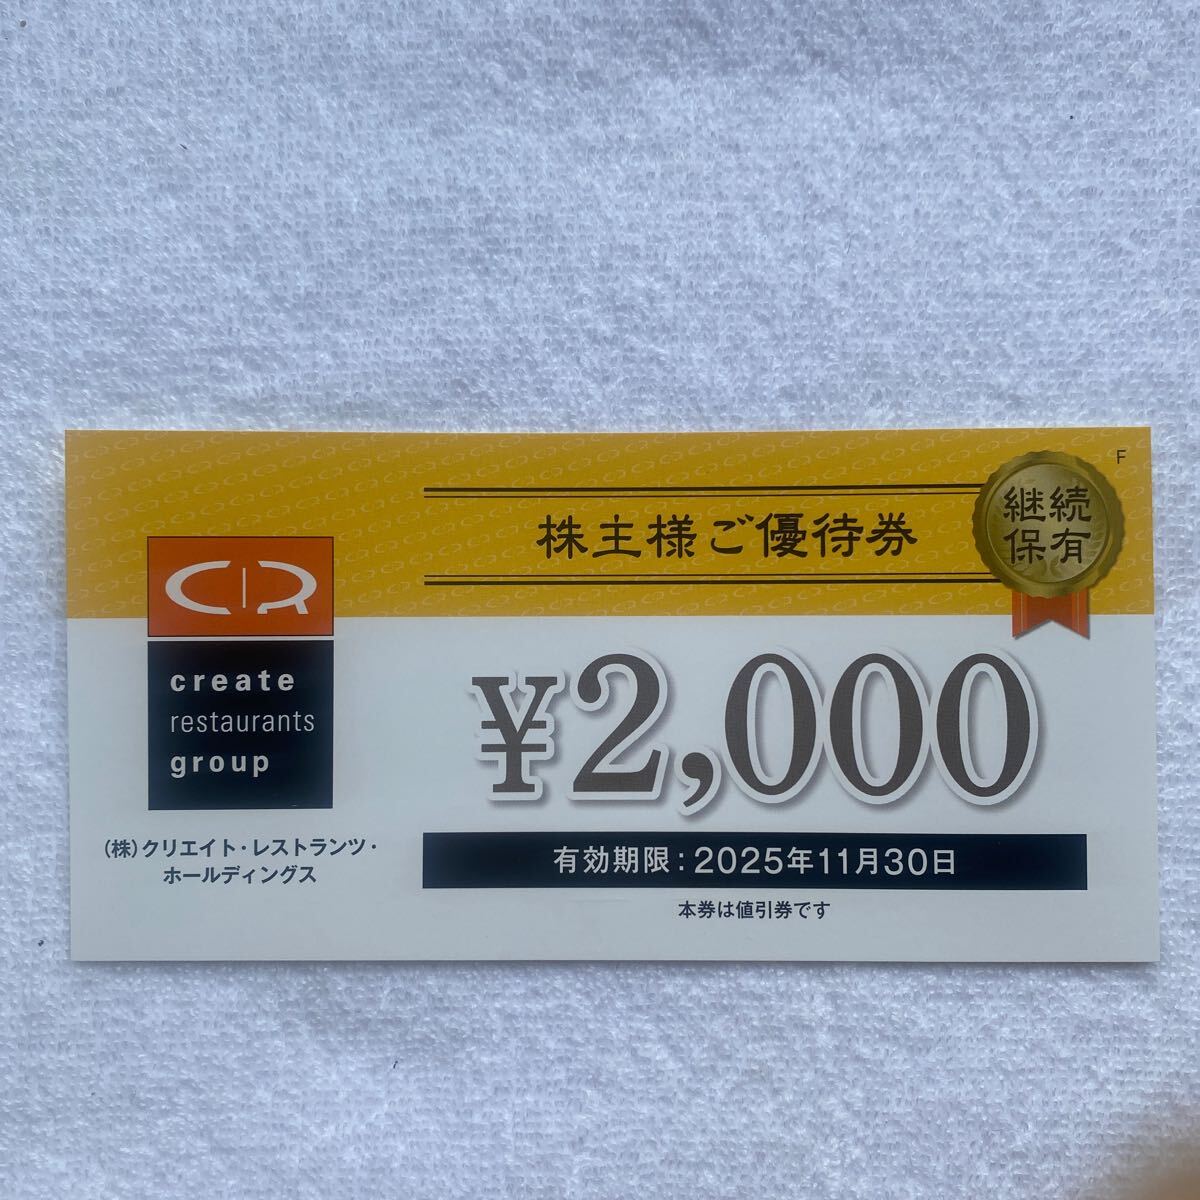 F
株主様ご優待券
継続
保有
CR
create
restaurants
group
¥2,000
(株)クリエイト・レストランツ・
ホールディングス
有効期限:2025年11月30日
本券は値引券です